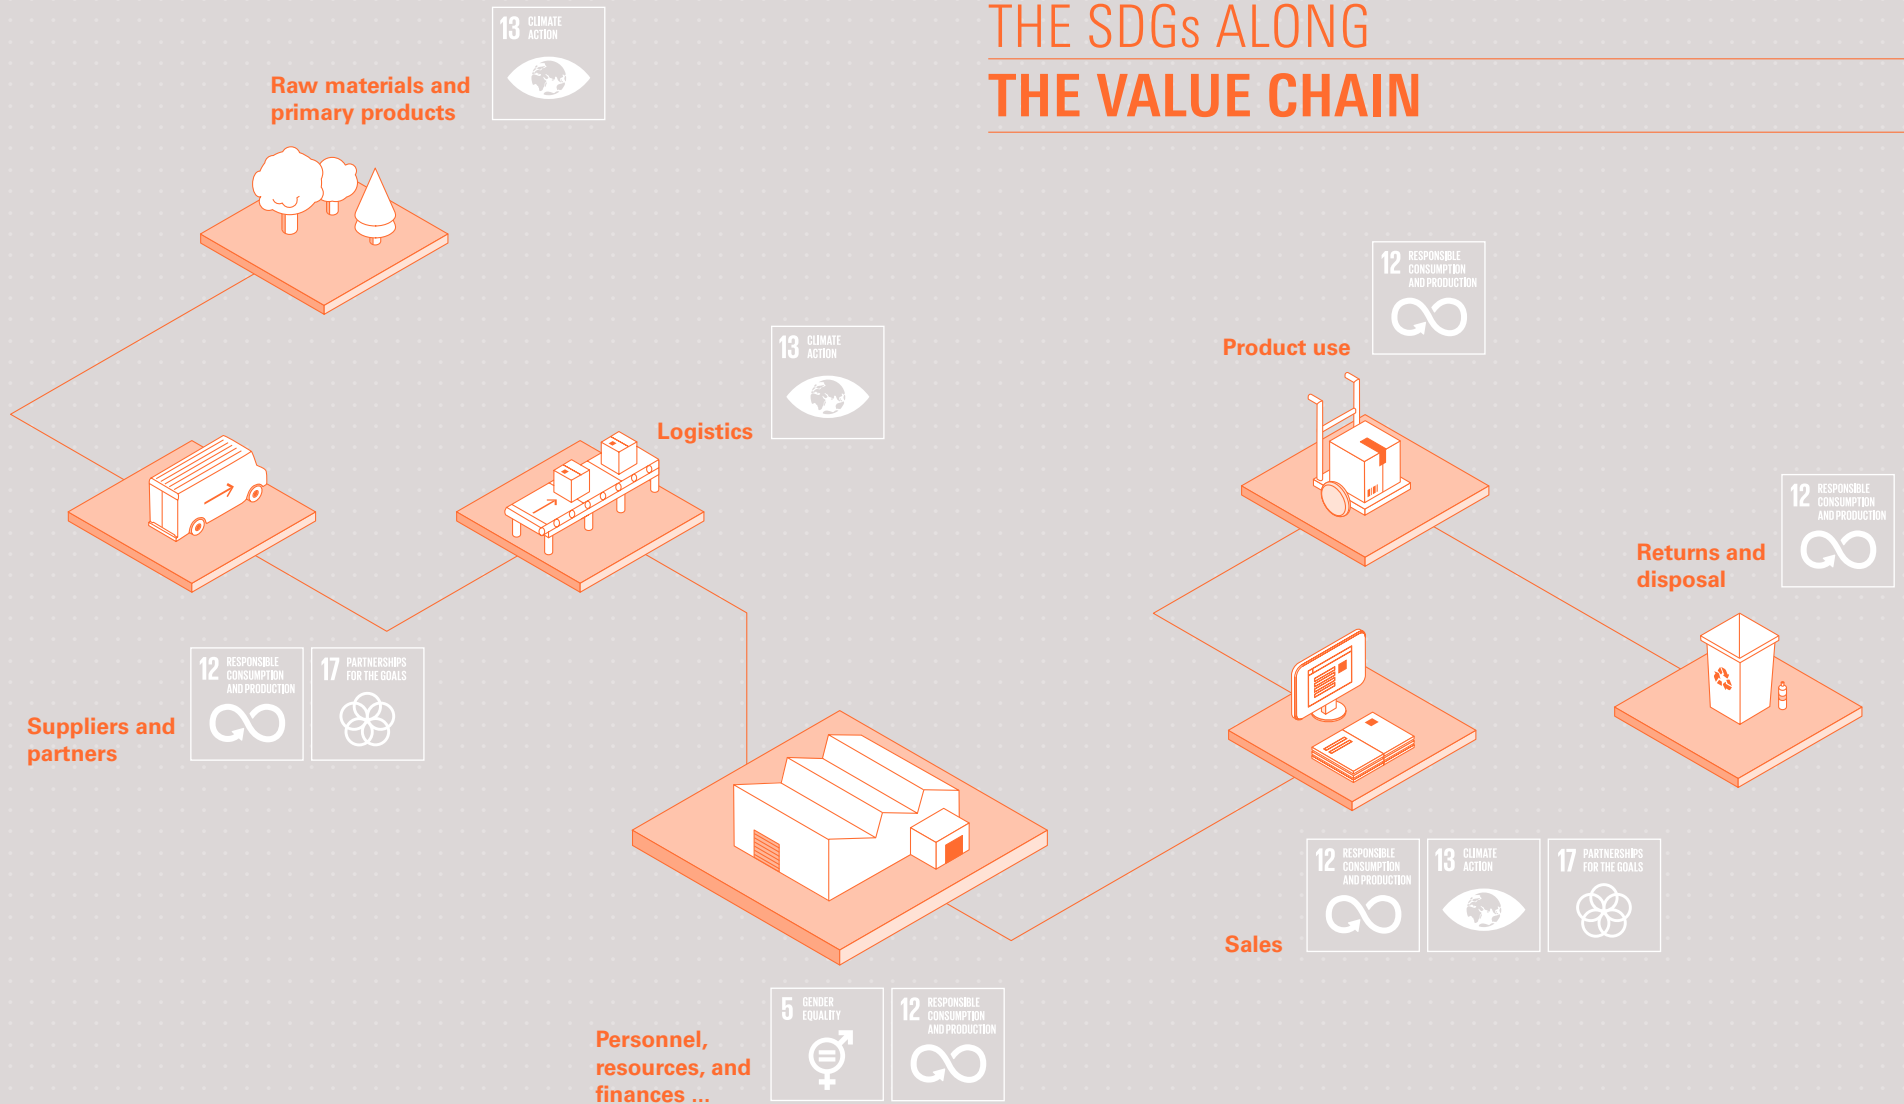 THE SDGs ALONG
THE VALUE CHAIN
13 CLIMATE
ACTION
Raw materials and
primary products
13 CLIMATE
ACTION
Logistics
12 RESPONSIBLE
CONSUMPTION
AND PRODUCTION
Product use
12 RESPONSIBLE
CONSUMPTION
AND PRODUCTION
Returns and
disposal
12 RESPONSIBLE
CONSUMPTION
AND PRODUCTION
17 PARTNERSHIPS
FOR THE GOALS
Suppliers and
partners
12 RESPONSIBLE
CONSUMPTION
AND PRODUCTION
13 CLIMATE
ACTION
17 PARTNERSHIPS
FOR THE GOALS
Sales
5 GENDER
EQUALITY
12 RESPONSIBLE
CONSUMPTION
AND PRODUCTION
Personnel,
resources, and
finances ...